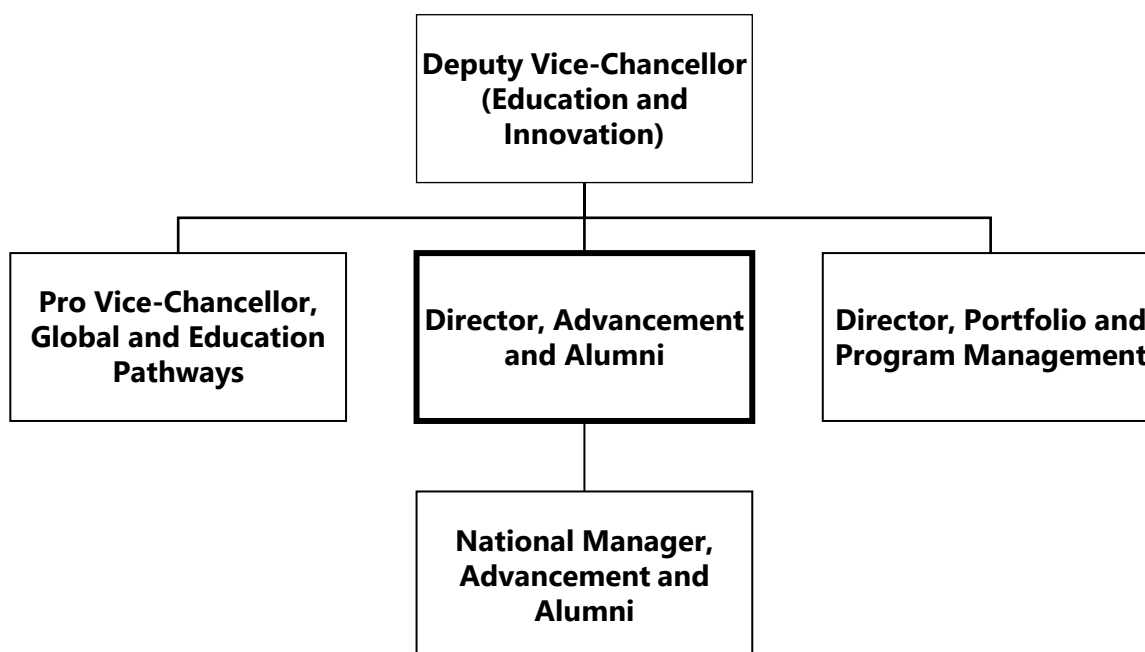 Deputy Vice-Chancellor
(Education and
Innovation)
Pro Vice-Chancellor,
Global and Education
Pathways
Director, Advancement
and Alumni
Director, Portfolio and
Program Management
National Manager,
Advancement and
Alumni